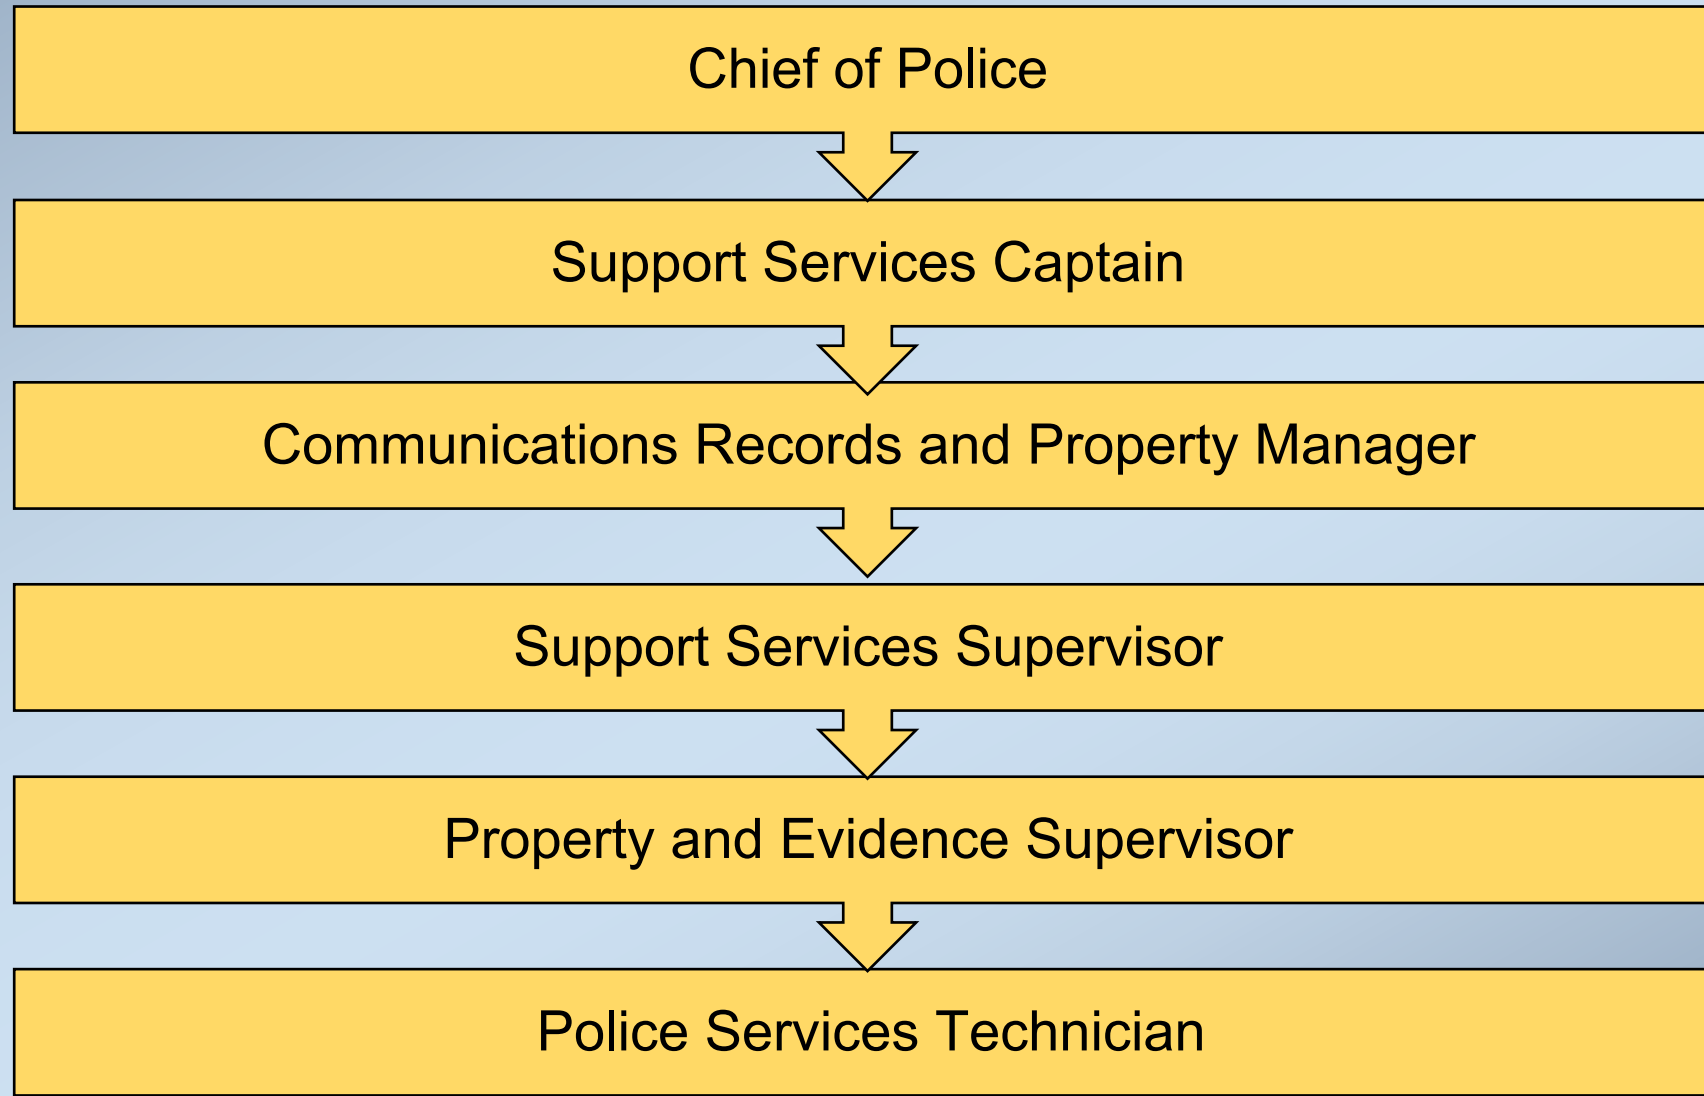 Chief of Police
Support Services Captain
Communications Records and Property Manager
Support Services Supervisor
Property and Evidence Supervisor
Police Services Technician